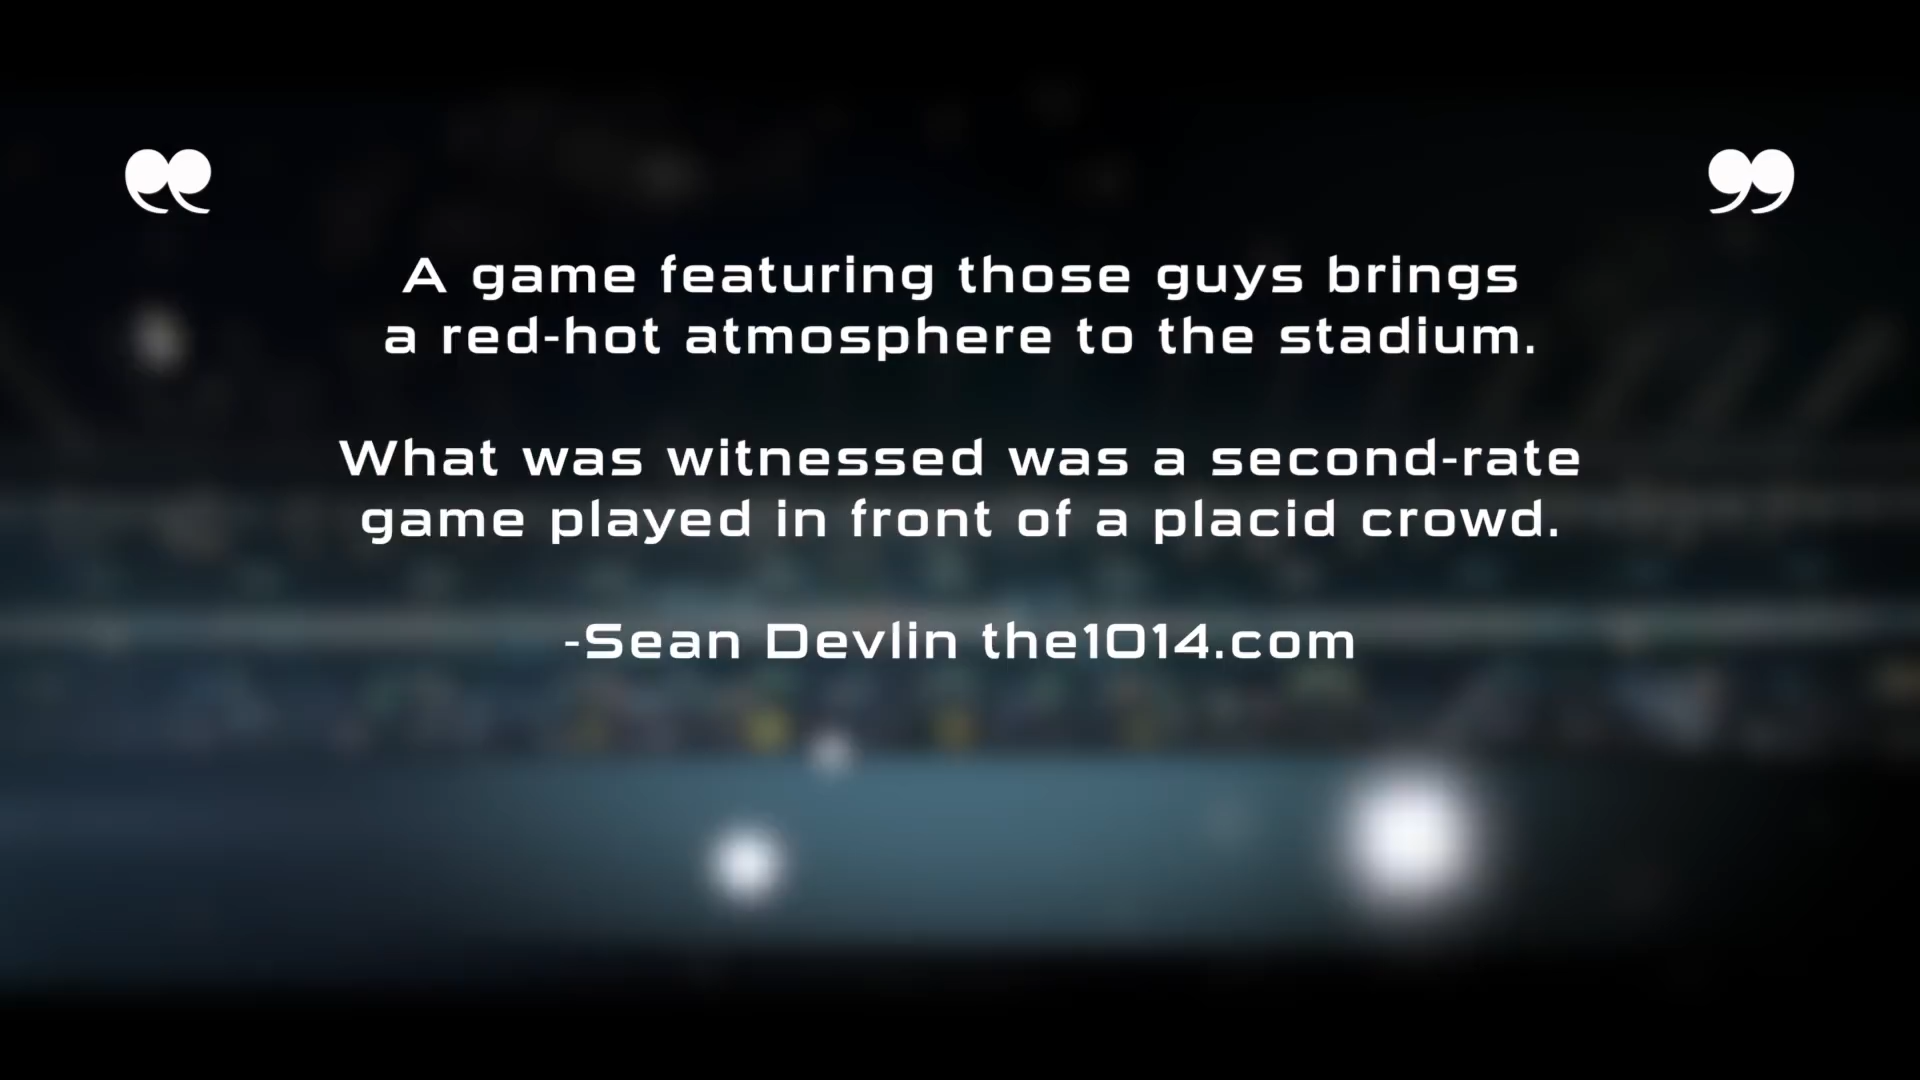 ❝ ❞
A game featuring those guys brings
a red-hot atmosphere to the stadium.
What was witnessed was a second-rate
game played in front of a placid crowd.
-Sean Devlin the1014.com